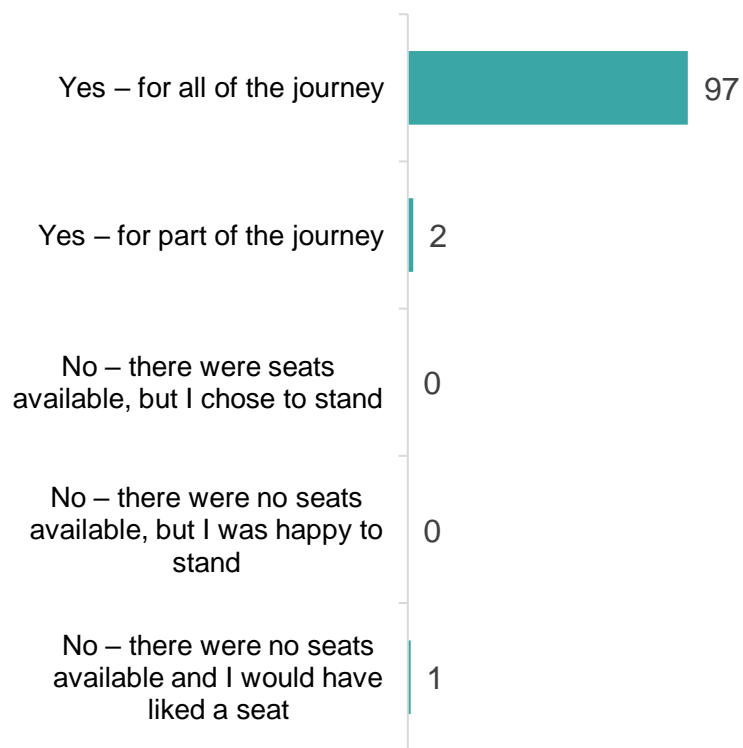 Yes – for all of the journey
97
Yes – for part of the journey
2
No – there were seats
available, but I chose to stand
0
No – there were no seats
available, but I was happy to
stand
0
No – there were no seats
available and I would have
liked a seat
1